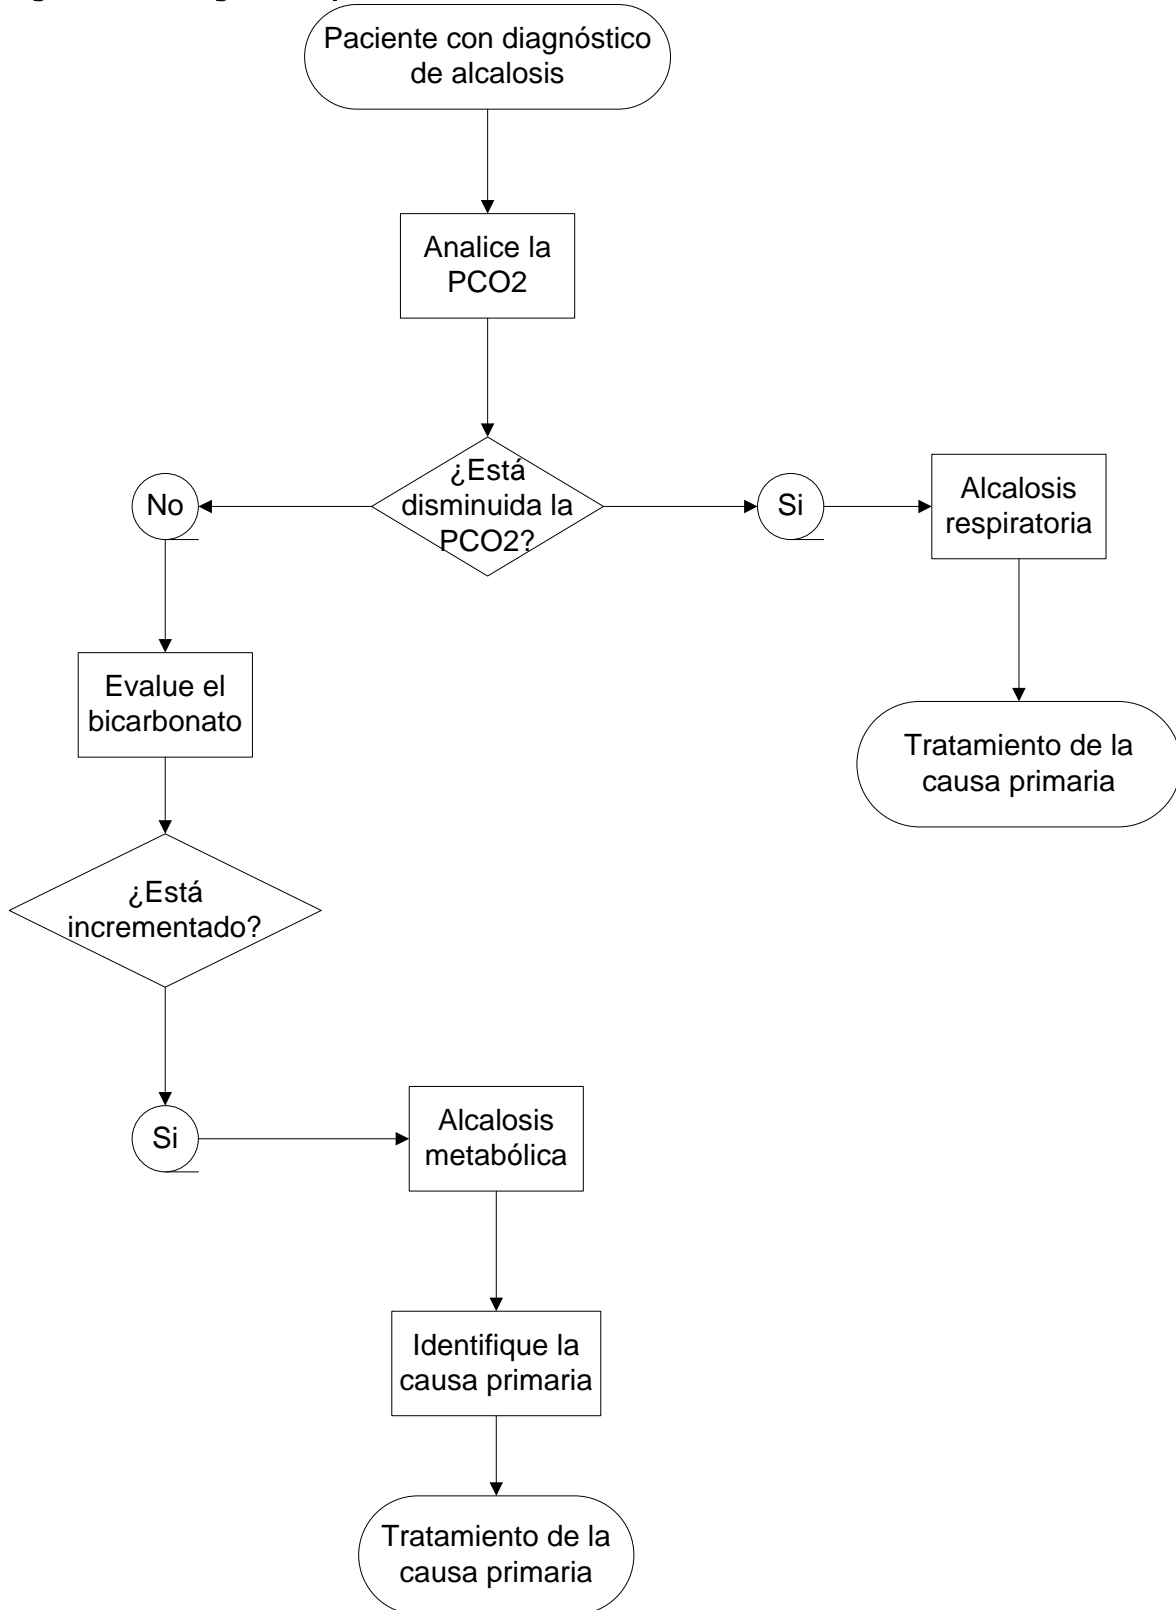 Paciente con diagnóstico
de alcalosis
Analice la
PCO2
¿Está
disminuida la
PCO2?
No
Si
Alcalosis
respiratoria
Evalue el
bicarbonato
Tratamiento de la
causa primaria
¿Está
incrementado?
Si
Alcalosis
metabólica
Identifique la
causa primaria
Tratamiento de la
causa primaria